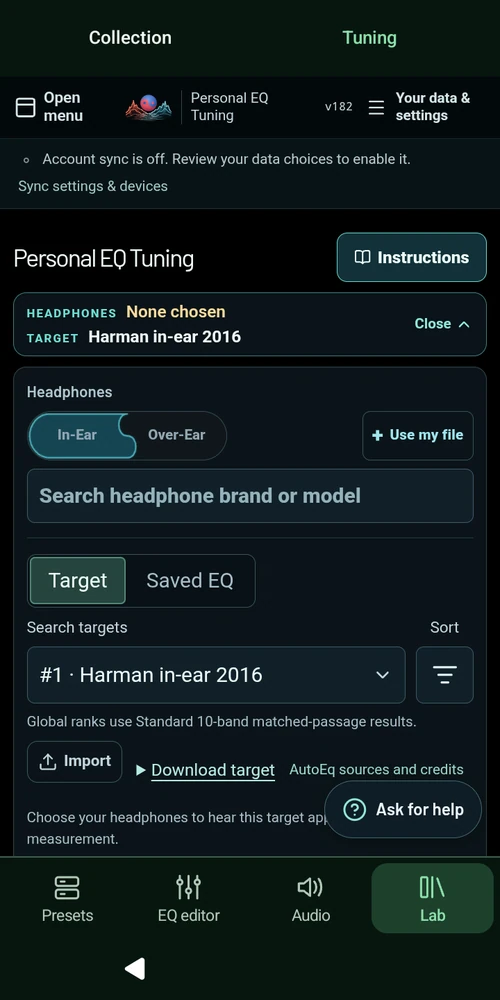 Collection Tuning
Open menu
Personal EQ Tuning
v182
Your data & settings
Account sync is off. Review your data choices to enable it.
Sync settings & devices
Personal EQ Tuning
Instructions
HEADPHONES None chosen
TARGET Harman in-ear 2016
Close
Headphones
In-Ear Over-Ear
Use my file
Search headphone brand or model
Target Saved EQ
Search targets Sort
#1 · Harman in-ear 2016
Global ranks use Standard 10-band matched-passage results.
Import
Download target
AutoEq sources and credits
Choose your headphones to hear this target
measurement.
Ask for help
Presets EQ editor Audio Lab